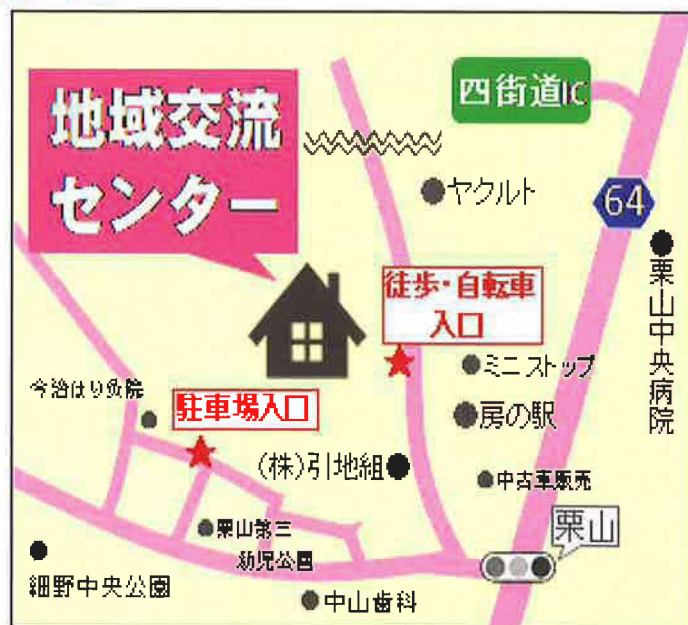 地域交流
センター
四街道IC
ヤクルト
64
栗山中央病院
徒歩・自転車
入口
ミニストップ
今治はり灸院
駐車場入口
房の駅
(株)引地組
中古車販売
栗山
栗山第三
幼児公園
細野中央公園
中山歯科